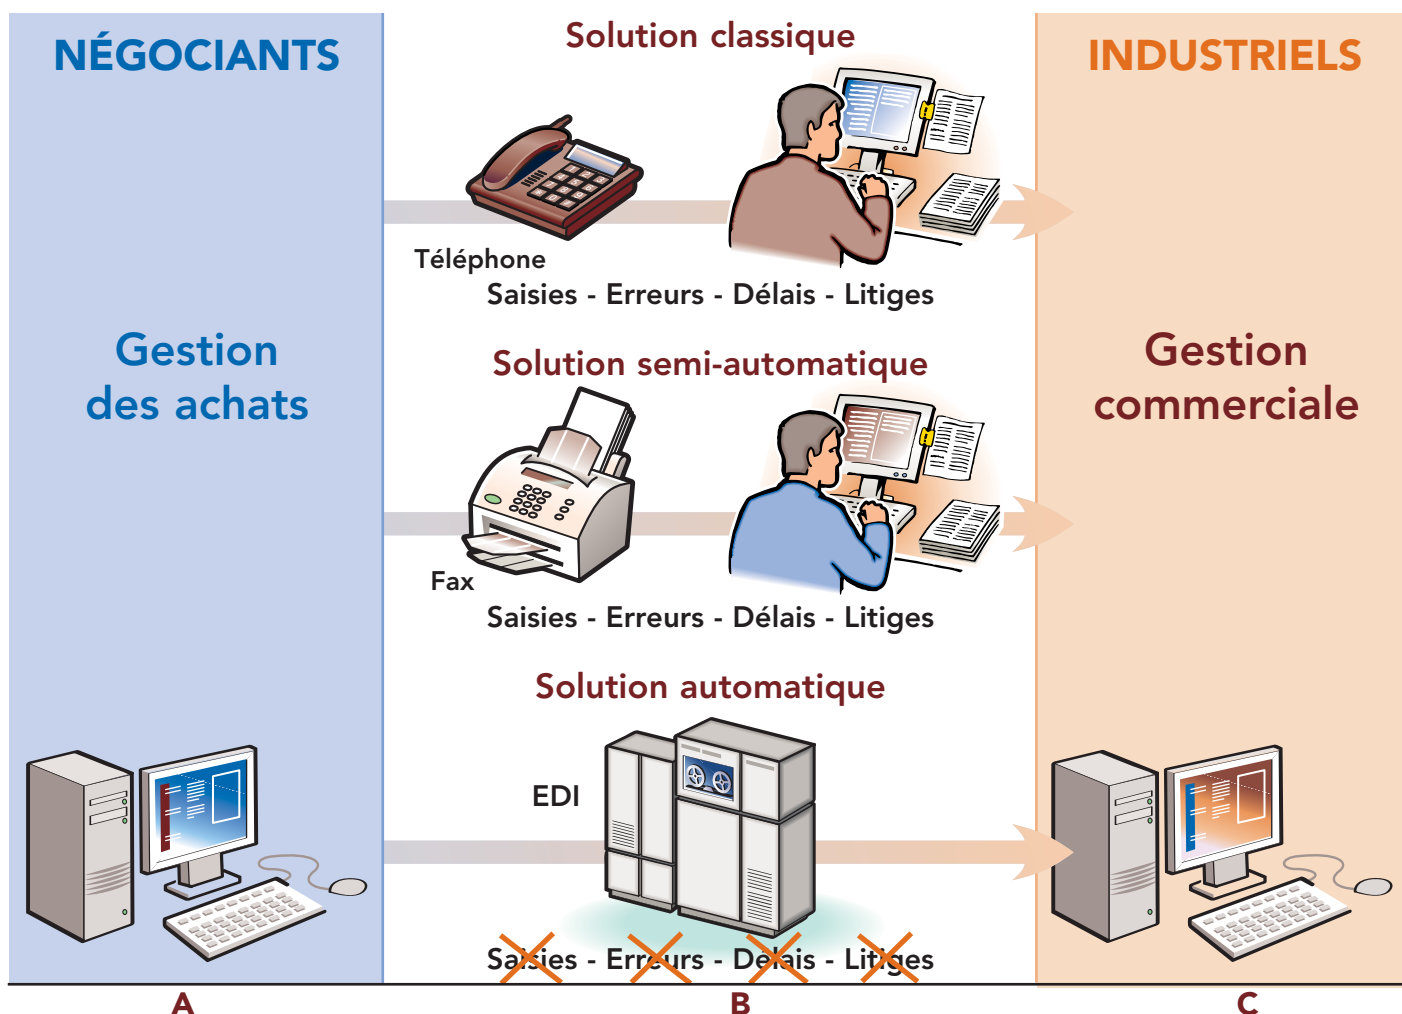 NÉGOCIANTS
Gestion
des achats
Solution classique
Téléphone
Saisies - Erreurs - Délais - Litiges
Solution semi-automatique
Fax
Saisies - Erreurs - Délais - Litiges
Solution automatique
EDI
Saisies - Erreurs - Délais - Litiges
INDUSTRIELS
Gestion
commerciale
A
B
C